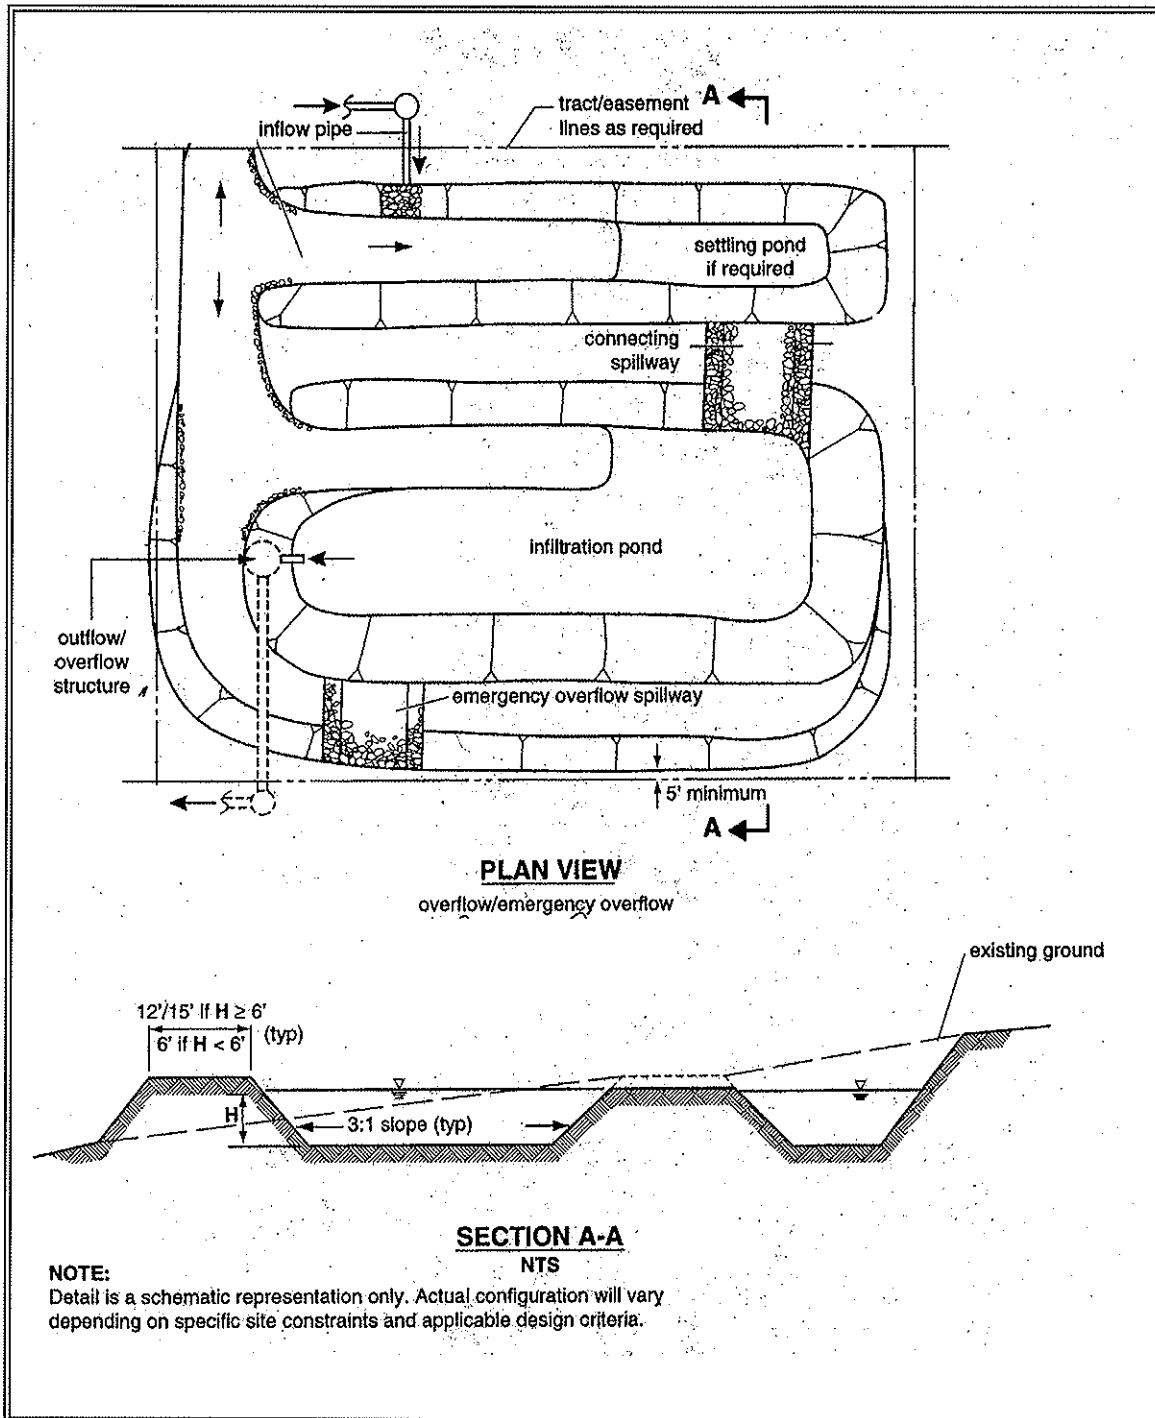 A
tract/easement
lines as required
inflow pipe
settling pond
if required
connecting
spillway
infiltration pond
outflow/
overflow
structure
emergency overflow spillway
5' minimum
A
PLAN VIEW
overflow/emergency overflow
existing ground
12'/15' if H ≥ 6'
(typ)
6' if H < 6'
H
3:1 slope (typ)
SECTION A-A
NTS
NOTE:
Detail is a schematic representation only. Actual configuration will vary
depending on specific site constraints and applicable design criteria.